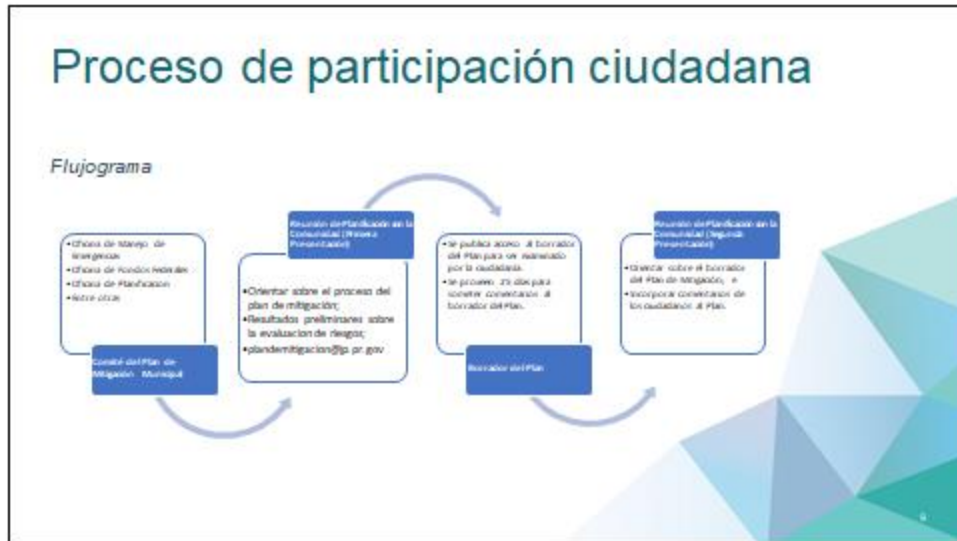 Proceso de participación ciudadana
Flujograma
•Oficina de Manejo de
Emergencias
•Oficina de Fondos Federales
•Oficina de Planificación
•Entre otras
Comité del Plan de
Mitigación Municipal
Reunión de Planificación con la
Comunidad (Primera
Presentación)
•Orientar sobre el proceso del
plan de mitigación;
•Resultados preliminares sobre
la evaluacion de riesgos;
•plandemitigacion@jp.pr.gov
•Se publica acceso al borrador
del Plan para ser examinado
por la ciudadanía.
•Se proveen 25 días para
someter comentarios al
borrador del Plan.
Borrador del Plan
Reunión de Planificación con la
Comunidad (Segunda
Presentación)
•Orientar sobre el borrador
del Plan de Mitigación; e
•Incorporar comentarios de
los ciudadanos al Plan.